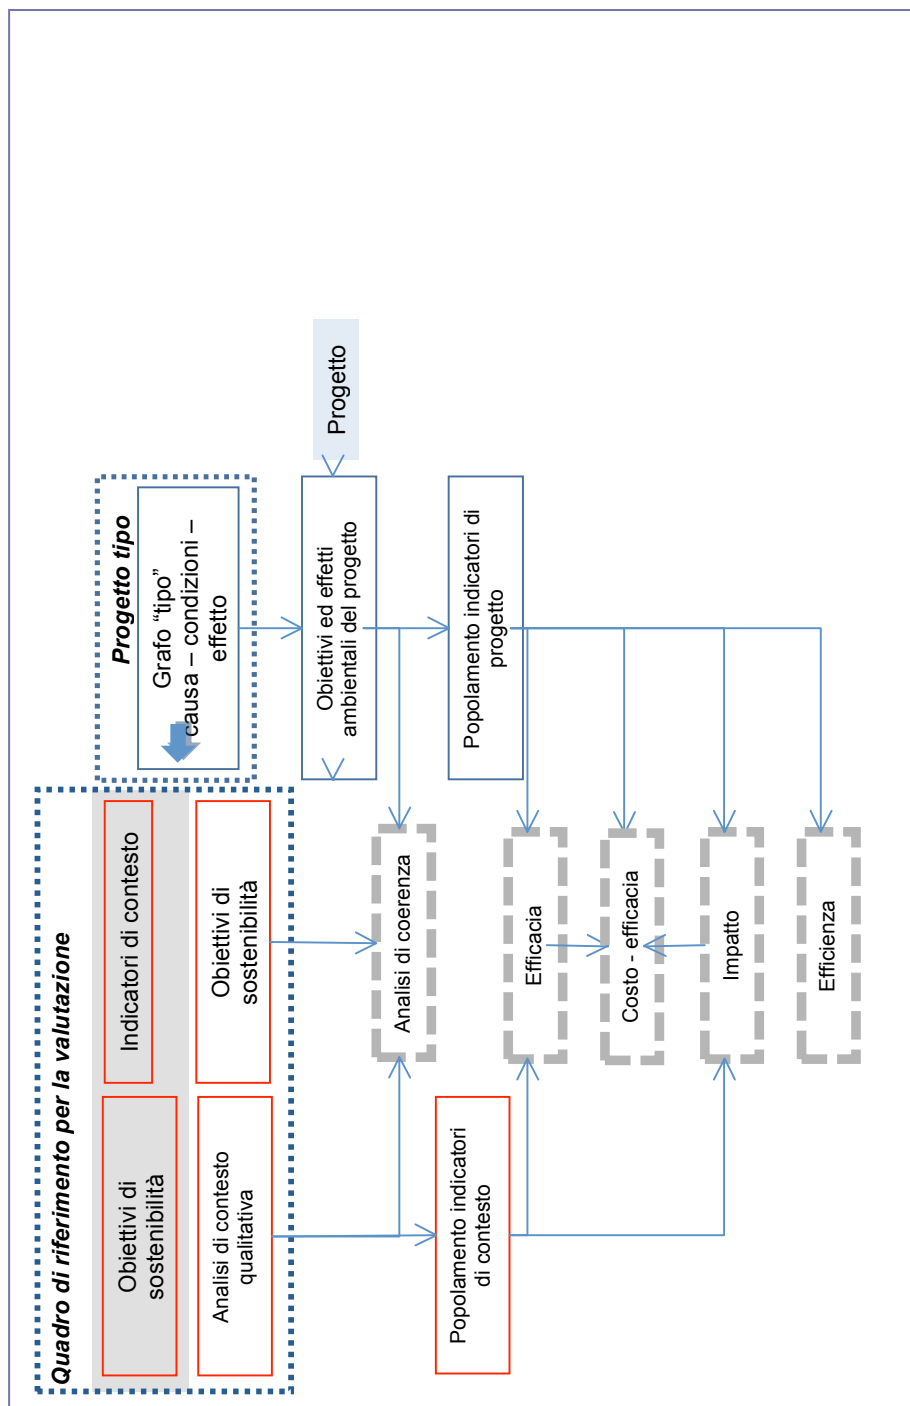 Quadro di riferimento per la valutazione
Obiettivi di
sostenibilità
Indicatori di contesto
Analisi di contesto
qualitativa
Obiettivi di
sostenibilità
Progetto tipo
Grafo “tipo”
causa – condizioni –
effetto
Obiettivi ed effetti
ambientali del progetto
Progetto
Analisi di coerenza
Popolamento indicatori
di contesto
Popolamento indicatori di
progetto
Efficacia
Costo - efficacia
Impatto
Efficienza